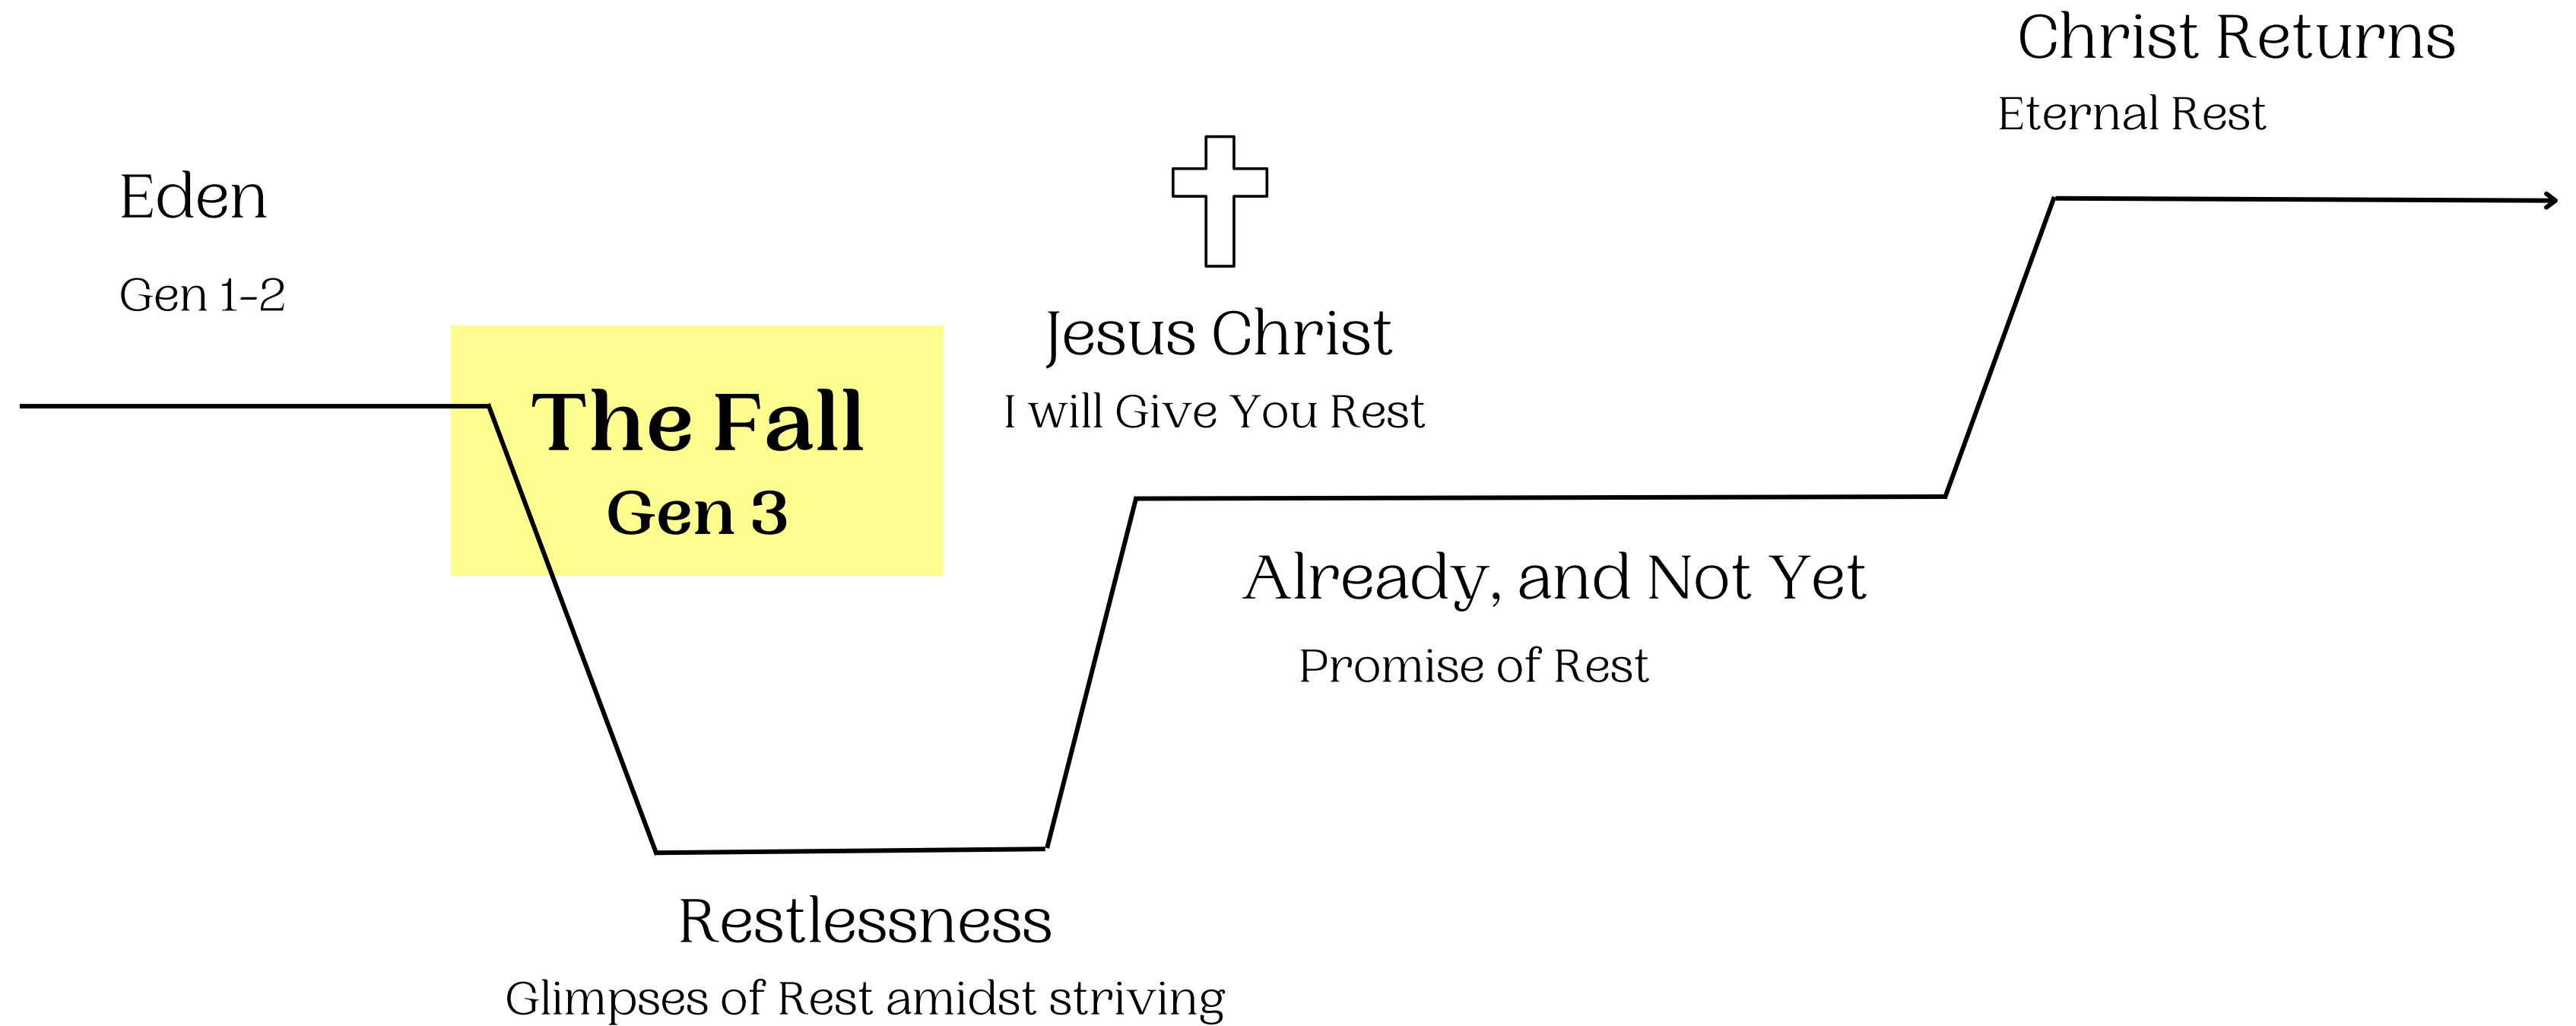 Eden
Gen 1-2
The Fall
Gen 3
Restlessness
Glimpses of Rest amidst striving
Jesus Christ
I will Give You Rest
Already, and Not Yet
Promise of Rest
Christ Returns
Eternal Rest